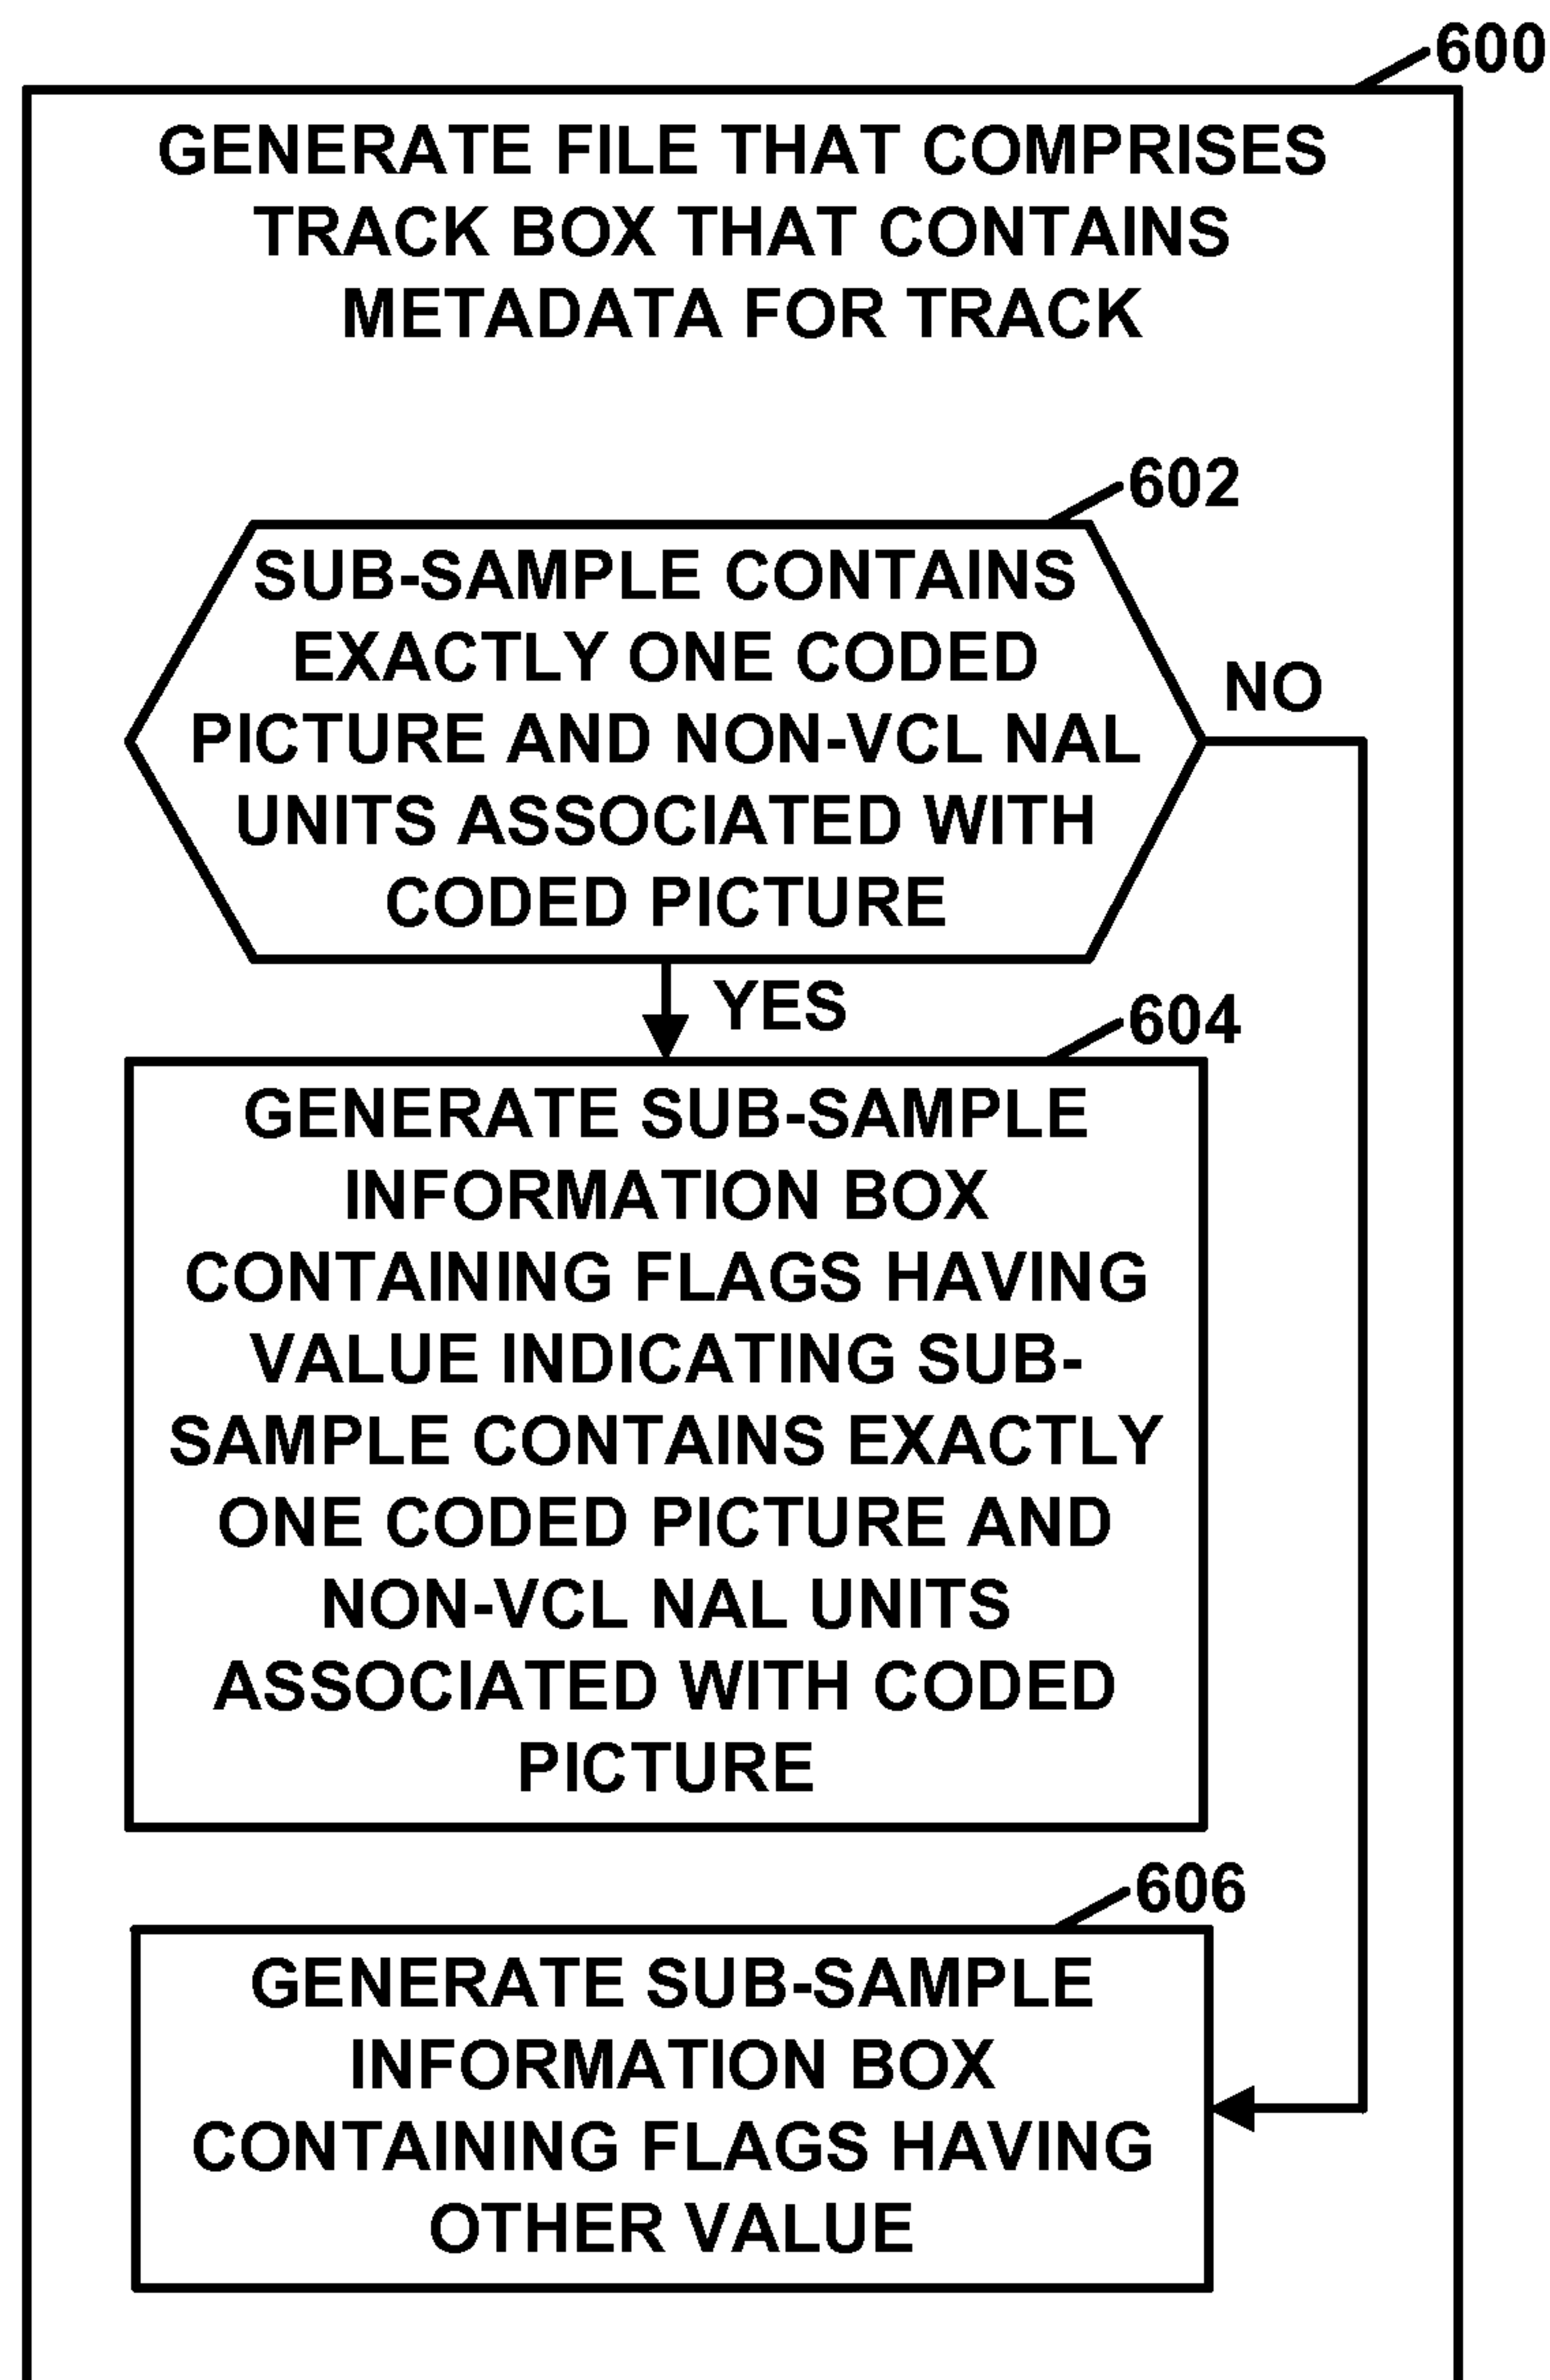 600
GENERATE FILE THAT COMPRISES
TRACK BOX THAT CONTAINS
METADATA FOR TRACK
602
SUB-SAMPLE CONTAINS
EXACTLY ONE CODED
PICTURE AND NON-VCL NAL
UNITS ASSOCIATED WITH
CODED PICTURE
NO
YES
604
GENERATE SUB-SAMPLE
INFORMATION BOX
CONTAINING FLAGS HAVING
VALUE INDICATING SUB-
SAMPLE CONTAINS EXACTLY
ONE CODED PICTURE AND
NON-VCL NAL UNITS
ASSOCIATED WITH CODED
PICTURE
606
GENERATE SUB-SAMPLE
INFORMATION BOX
CONTAINING FLAGS HAVING
OTHER VALUE